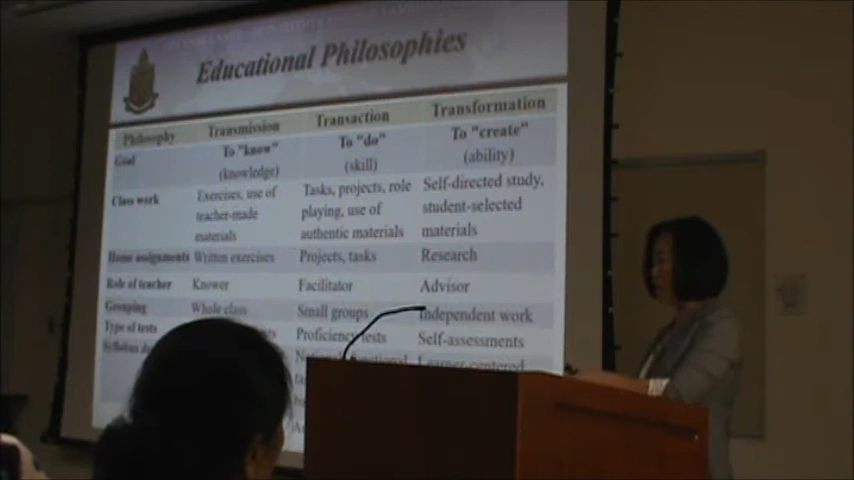 Educational Philosophies
Philosophy Transmission Transaction Transformation
Goal To "know" To "do" To "create"
(knowledge) (skill) (ability)
Class work Exercises, use of Tasks, projects, role Self-directed study,
teacher-made playing, use of student-selected
materials authentic materials materials
Home assignments Written exercises Projects, tasks Research
Role of teacher Knower Facilitator Advisor
Grouping Whole class Small groups Independent work
Type of tests Proficiency tests Self-assessments
Learner-centered